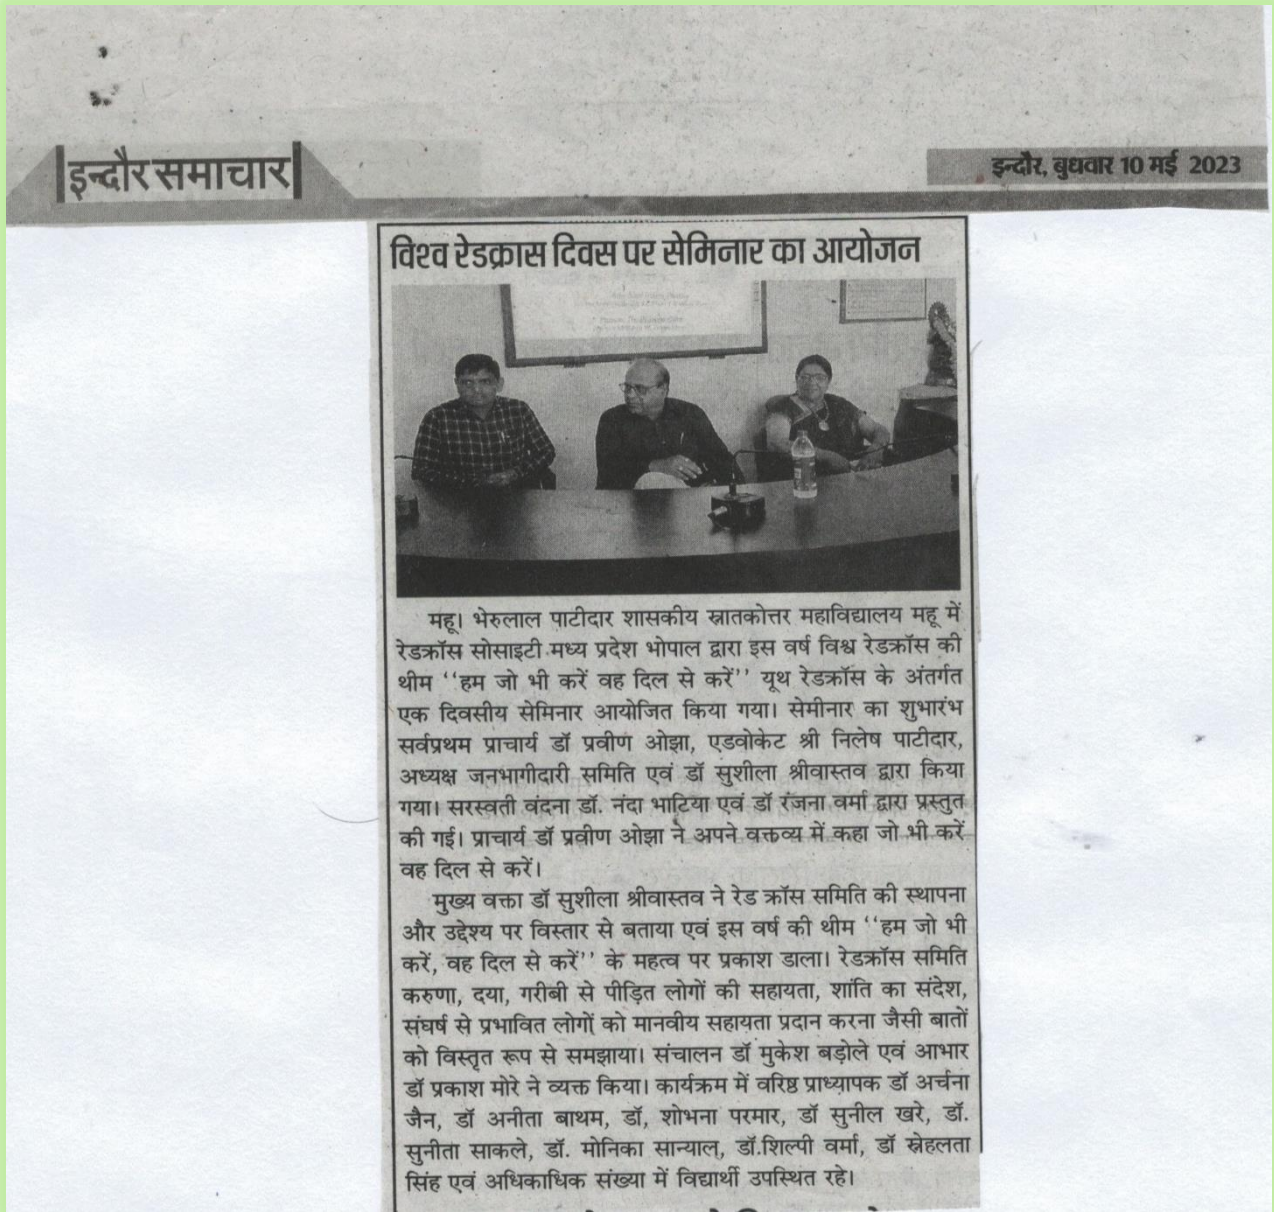 इन्दौर समाचार
इन्दौर, बुधवार 10 मई 2023
विश्व रेडक्रास दिवस पर सेमिनार का आयोजन
महू। भेरुलाल पाटीदार शासकीय स्नातकोत्तर महाविद्यालय महू में
रेडक्रॉस सोसाइटी मध्य प्रदेश भोपाल द्वारा इस वर्ष विश्व रेडक्रॉस की
थीम ‘‘हम जो भी करें वह दिल से करें’’ यूथ रेडक्रॉस के अंतर्गत
एक दिवसीय सेमिनार आयोजित किया गया। सेमीनार का शुभारंभ
सर्वप्रथम प्राचार्य डॉ प्रवीण ओझा, एडवोकेट श्री निलेष पाटीदार,
अध्यक्ष जनभागीदारी समिति एवं डॉ सुशीला श्रीवास्तव द्वारा किया
गया। सरस्वती वंदना डॉ. नंदा भाटिया एवं डॉ रंजना वर्मा द्वारा प्रस्तुत
की गई। प्राचार्य डॉ प्रवीण ओझा ने अपने वक्तव्य में कहा जो भी करें
वह दिल से करें।
मुख्य वक्ता डॉ सुशीला श्रीवास्तव ने रेड क्रॉस समिति की स्थापना
और उद्देश्य पर विस्तार से बताया एवं इस वर्ष की थीम ‘‘हम जो भी
करें, वह दिल से करें’’ के महत्व पर प्रकाश डाला। रेडक्रॉस समिति
करुणा, दया, गरीबी से पीड़ित लोगों की सहायता, शांति का संदेश,
संघर्ष से प्रभावित लोगों को मानवीय सहायता प्रदान करना जैसी बातों
को विस्तृत रूप से समझाया। संचालन डॉ मुकेश बड़ोले एवं आभार
डॉ प्रकाश मोरे ने व्यक्त किया। कार्यक्रम में वरिष्ठ प्राध्यापक डॉ अर्चना
जैन, डॉ अनीता बाथम, डॉ, शोभना परमार, डॉ सुनील खरे, डॉ.
सुनीता साकले, डॉ. मोनिका सान्याल, डॉ.शिल्पी वर्मा, डॉ स्नेहलता
सिंह एवं अधिकाधिक संख्या में विद्यार्थी उपस्थित रहे।